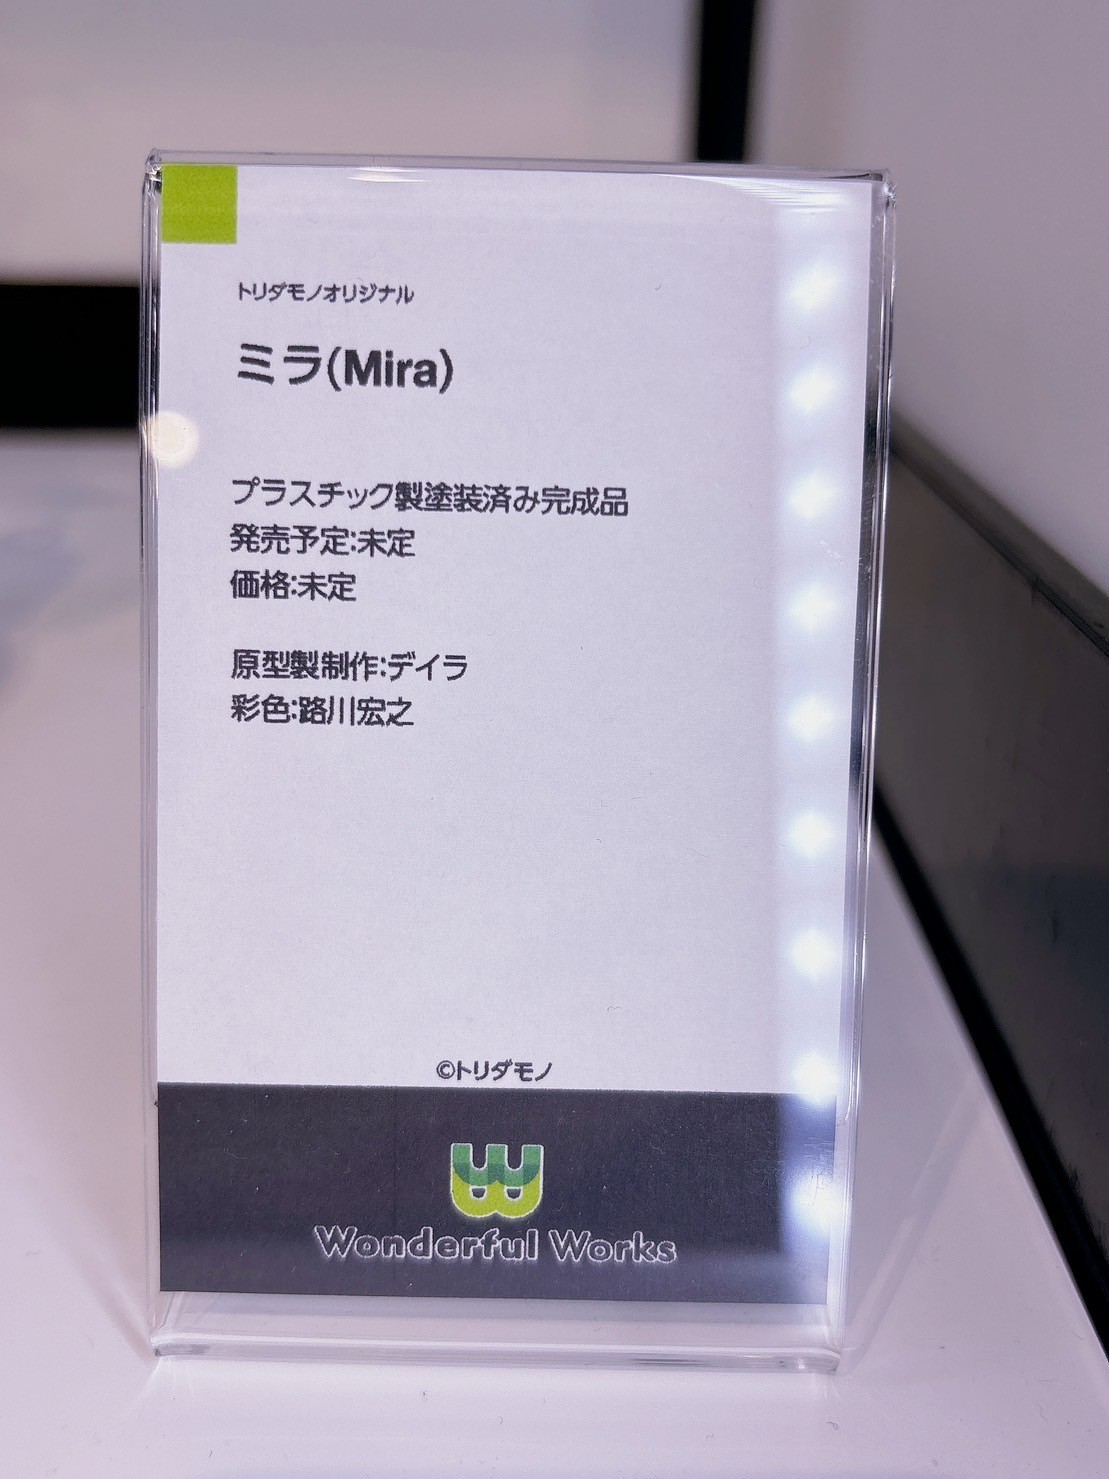 トリダモノオリジナル
ミラ(Mira)
プラスチック製塗装済み完成品
発売予定:未定
価格:未定
原型製制作:デイラ
彩色:路川宏之
©トリダモノ
Wonderful Works